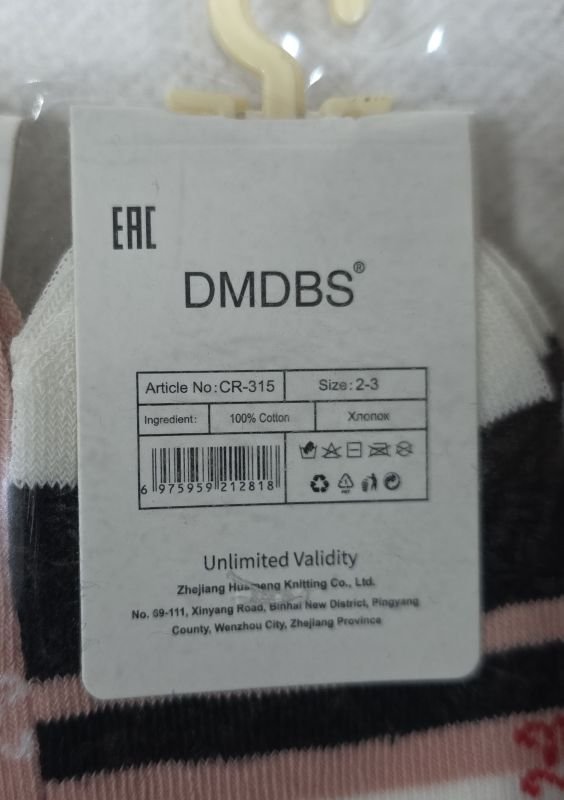 EAC
DMDBS®
Article No: CR-315 Size: 2-3
Ingredient: 100% Cotton Хлопок
6 975959 212818
Unlimited Validity
Zhejiang Knitting Co., Ltd.
No. 69-111, Xinyang Road, Binhai New District, Pingyang
County, Wenzhou City, Zhejiang Province